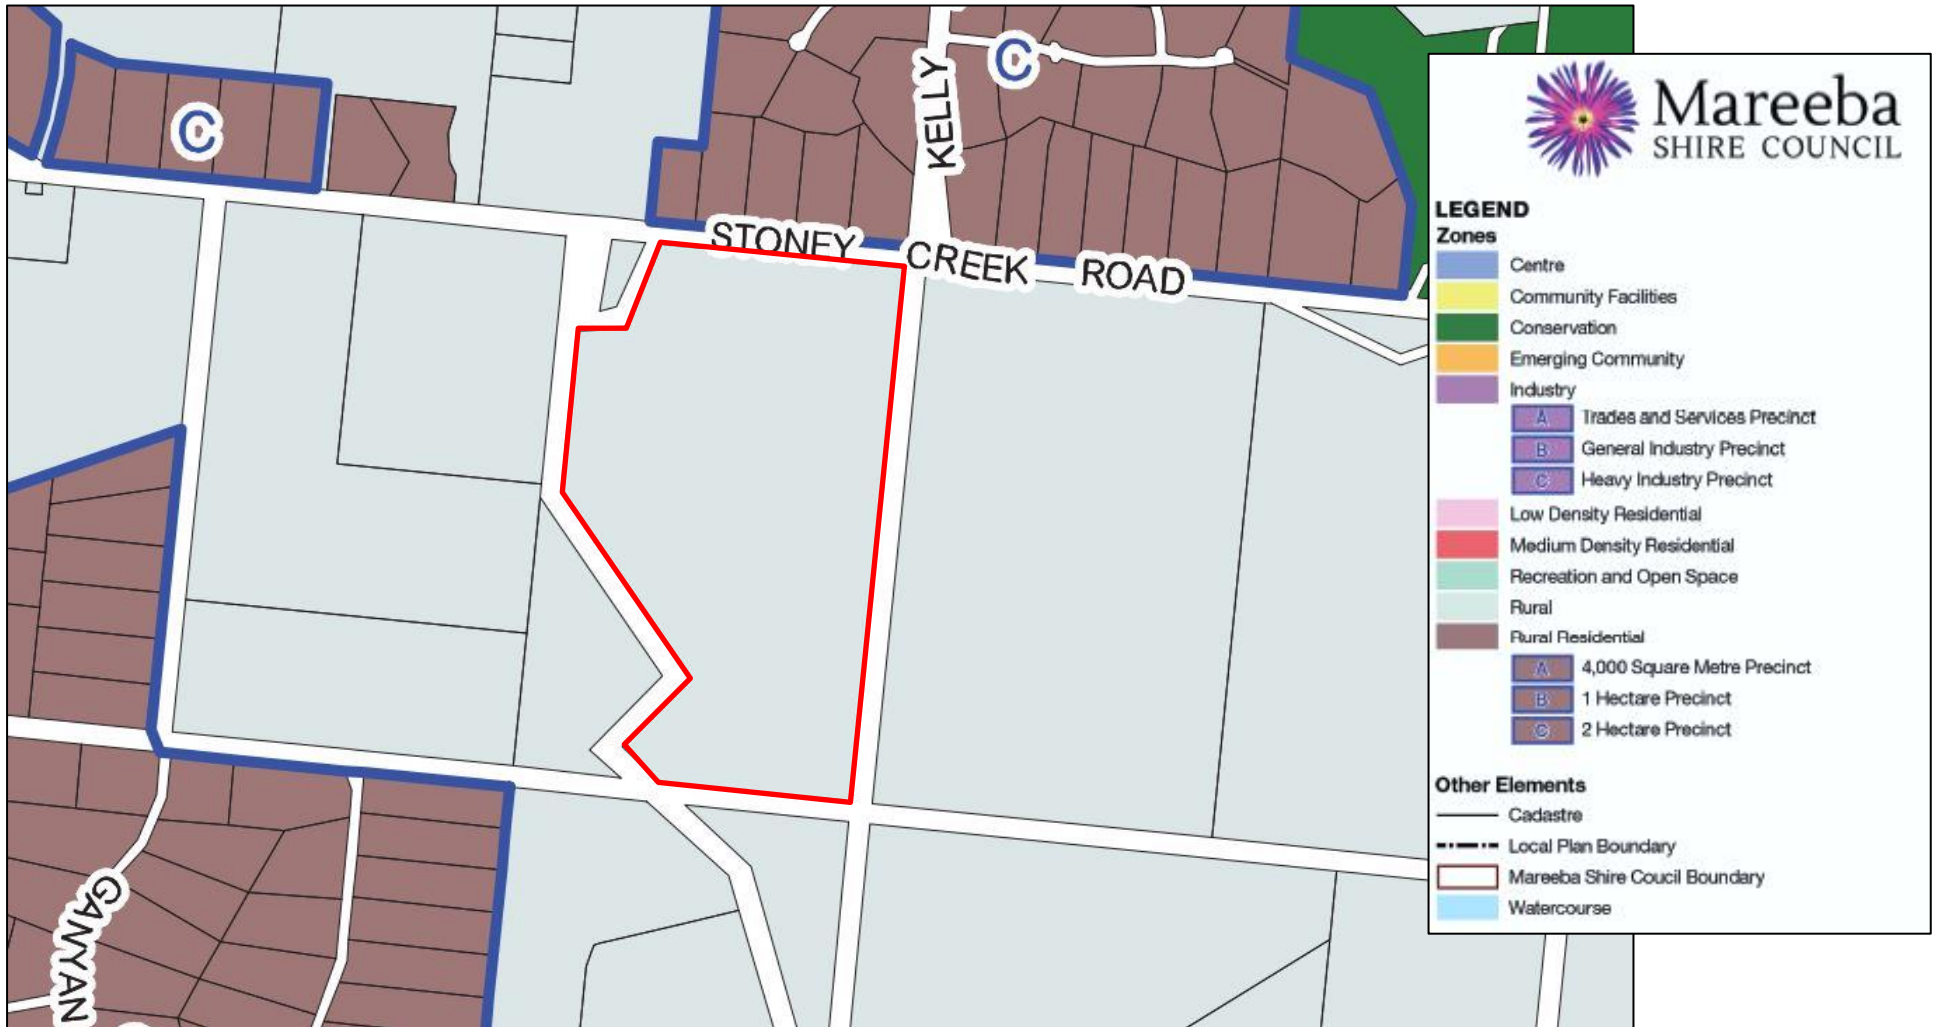 C
C
KELLY
STONEY CREEK ROAD
GANYAN
Mareeba
SHIRE COUNCIL
LEGEND
Zones
Centre
Community Facilities
Conservation
Emerging Community
Industry
A Trades and Services Precinct
B General Industry Precinct
C Heavy Industry Precinct
Low Density Residential
Medium Density Residential
Recreation and Open Space
Rural
Rural Residential
A 4,000 Square Metre Precinct
B 1 Hectare Precinct
C 2 Hectare Precinct
Other Elements
Cadastre
Local Plan Boundary
Mareeba Shire Coucil Boundary
Watercourse